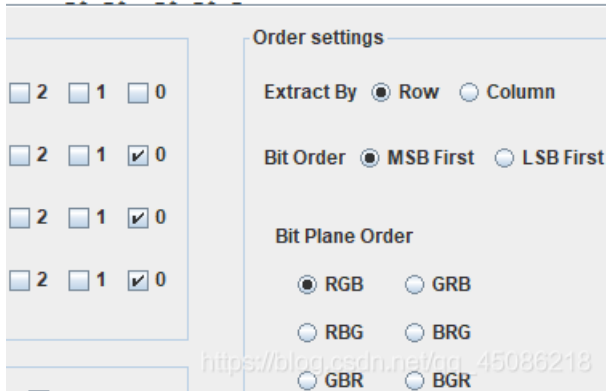 Order settings
2 1 0 Extract By Row Column
2 1 0 Bit Order MSB First LSB First
2 1 0 Bit Plane Order
2 1 0 RGB GRB
RBG BRG
https://blog.csdn.net/qq_45086218
GBR BGR